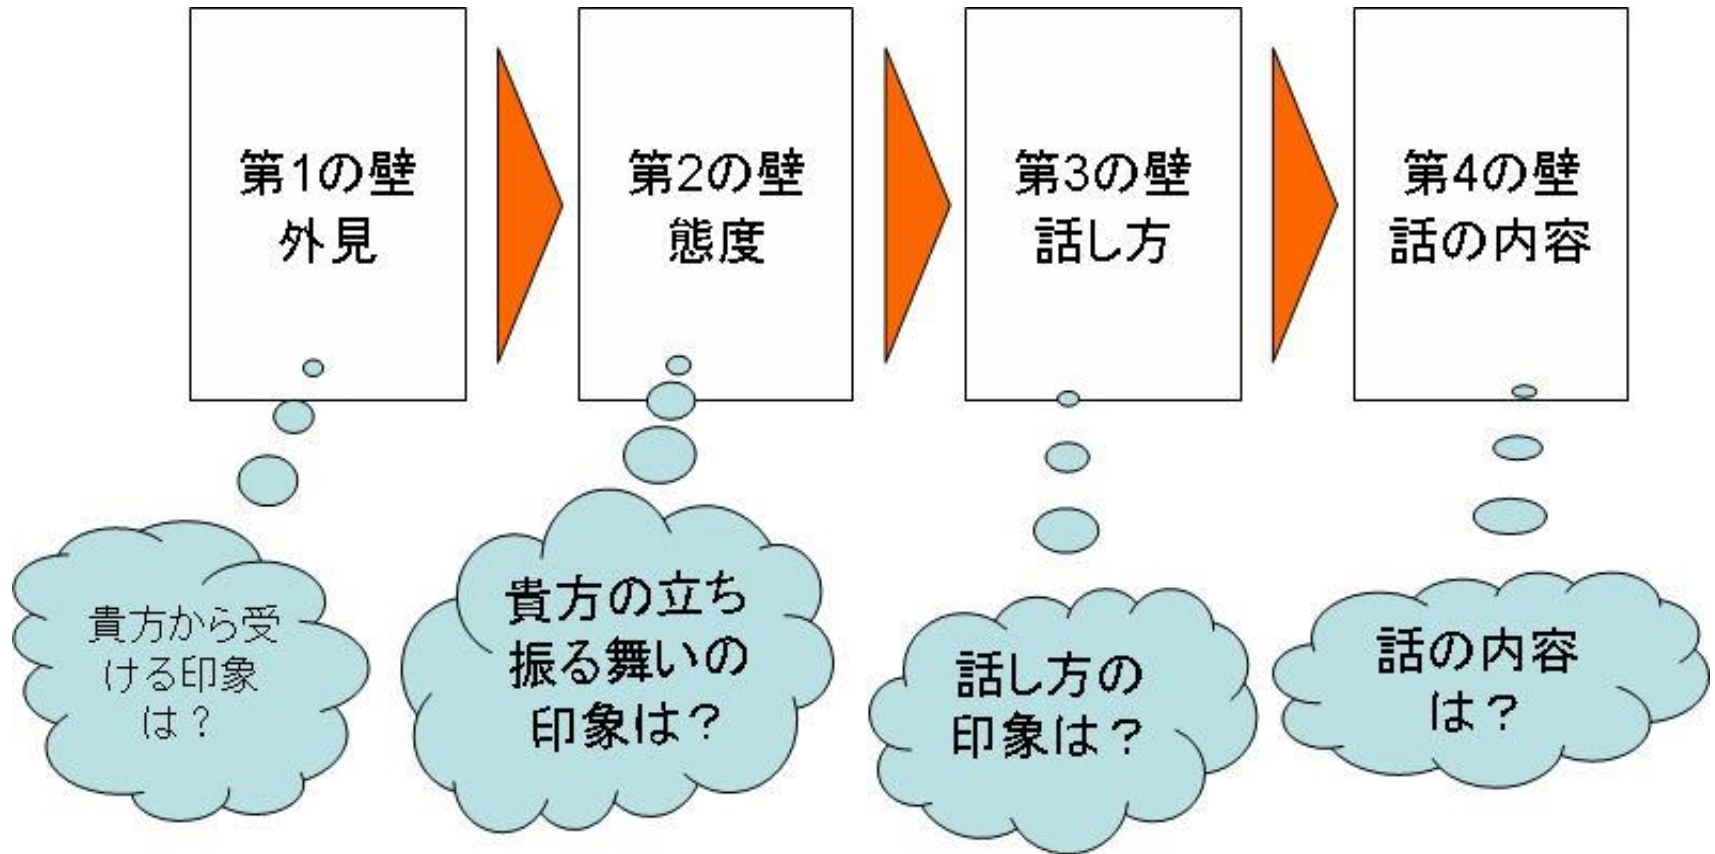 第1の壁
外見
第2の壁
態度
第3の壁
話し方
第4の壁
話の内容
貴方から受
ける印象
は？
貴方の立ち
振る舞いの
印象は？
話し方の
印象は？
話の内容
は？